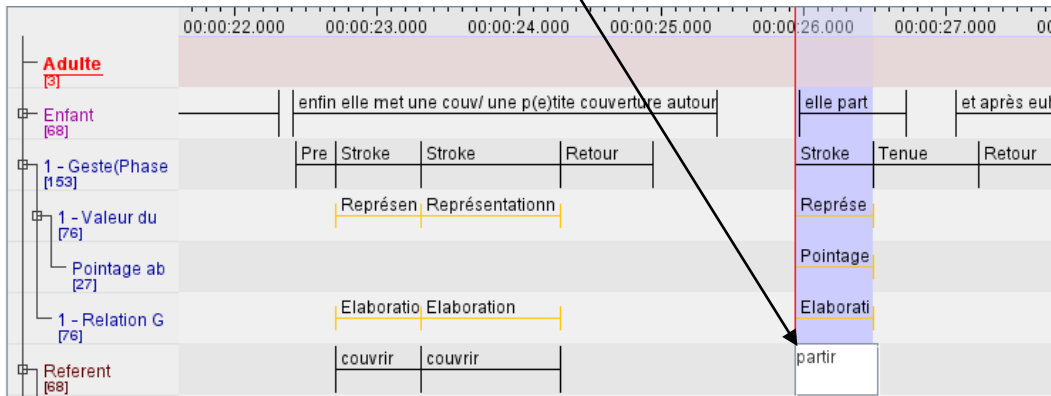 00:00:22.000 00:00:23.000 00:00:24.000 00:00:25.000 00:00:26.000 00:00:27.000 00
Adulte
[3]
Enfant
[68]
enfin elle met une couv/ une p(e)tite couverture autour
elle part
et après eul
1 - Geste(Phase
[153]
Pre Stroke Stroke Retour Stroke Tenue Retour
1 - Valeur du
[76]
Représen Représentationn Représe
Pointage ab
[27]
Pointage
1 - Relation G
[76]
Elaboratio Elaboration Elaborati
Referent
[68]
couvrir couvrir partir